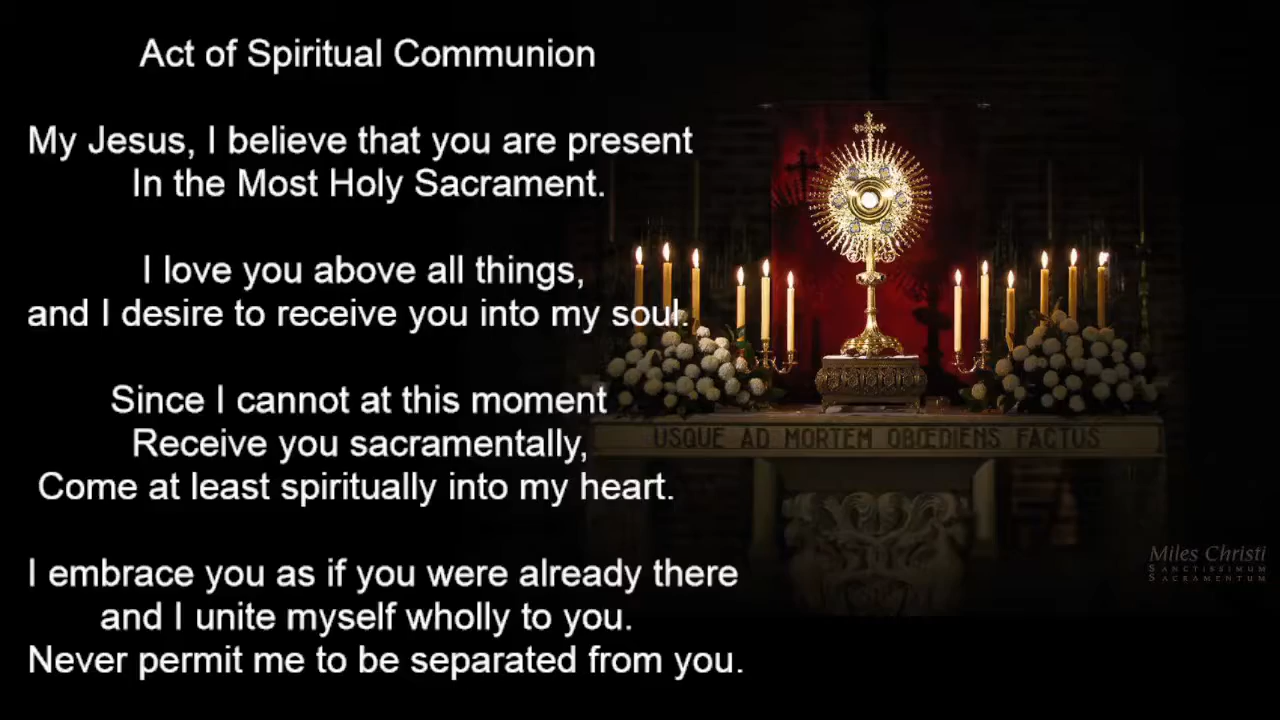 Act of Spiritual Communion
My Jesus, I believe that you are present
In the Most Holy Sacrament.
I love you above all things,
and I desire to receive you into my soul.
Since I cannot at this moment
Receive you sacramentally,
Come at least spiritually into my heart.
I embrace you as if you were already there
and I unite myself wholly to you.
Never permit me to be separated from you.
USQUE AD MORTEM OBŒDIENS FACTUS
Miles Christi
SANCTISSIMUM
SACRAMENTUM